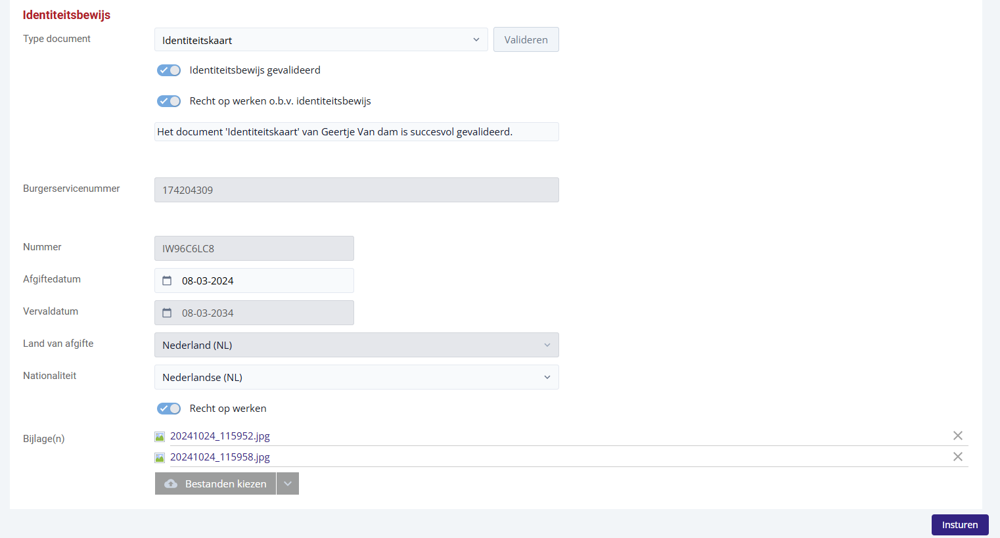 Identiteitsbewijs
Type document
Identiteitskaart
Valideren
Identiteitsbewijs gevalideerd
Recht op werken o.b.v. identiteitsbewijs
Het document 'Identiteitskaart' van Geertje Van dam is succesvol gevalideerd.
Burgerservicenummer
174204309
Nummer
IW96C6LC8
Afgiftedatum
08-03-2024
Vervaldatum
08-03-2034
Land van afgifte
Nederland (NL)
Nationaliteit
Nederlandse (NL)
Recht op werken
Bijlage(n)
20241024_115952.jpg
20241024_115958.jpg
Bestanden kiezen
Insturen